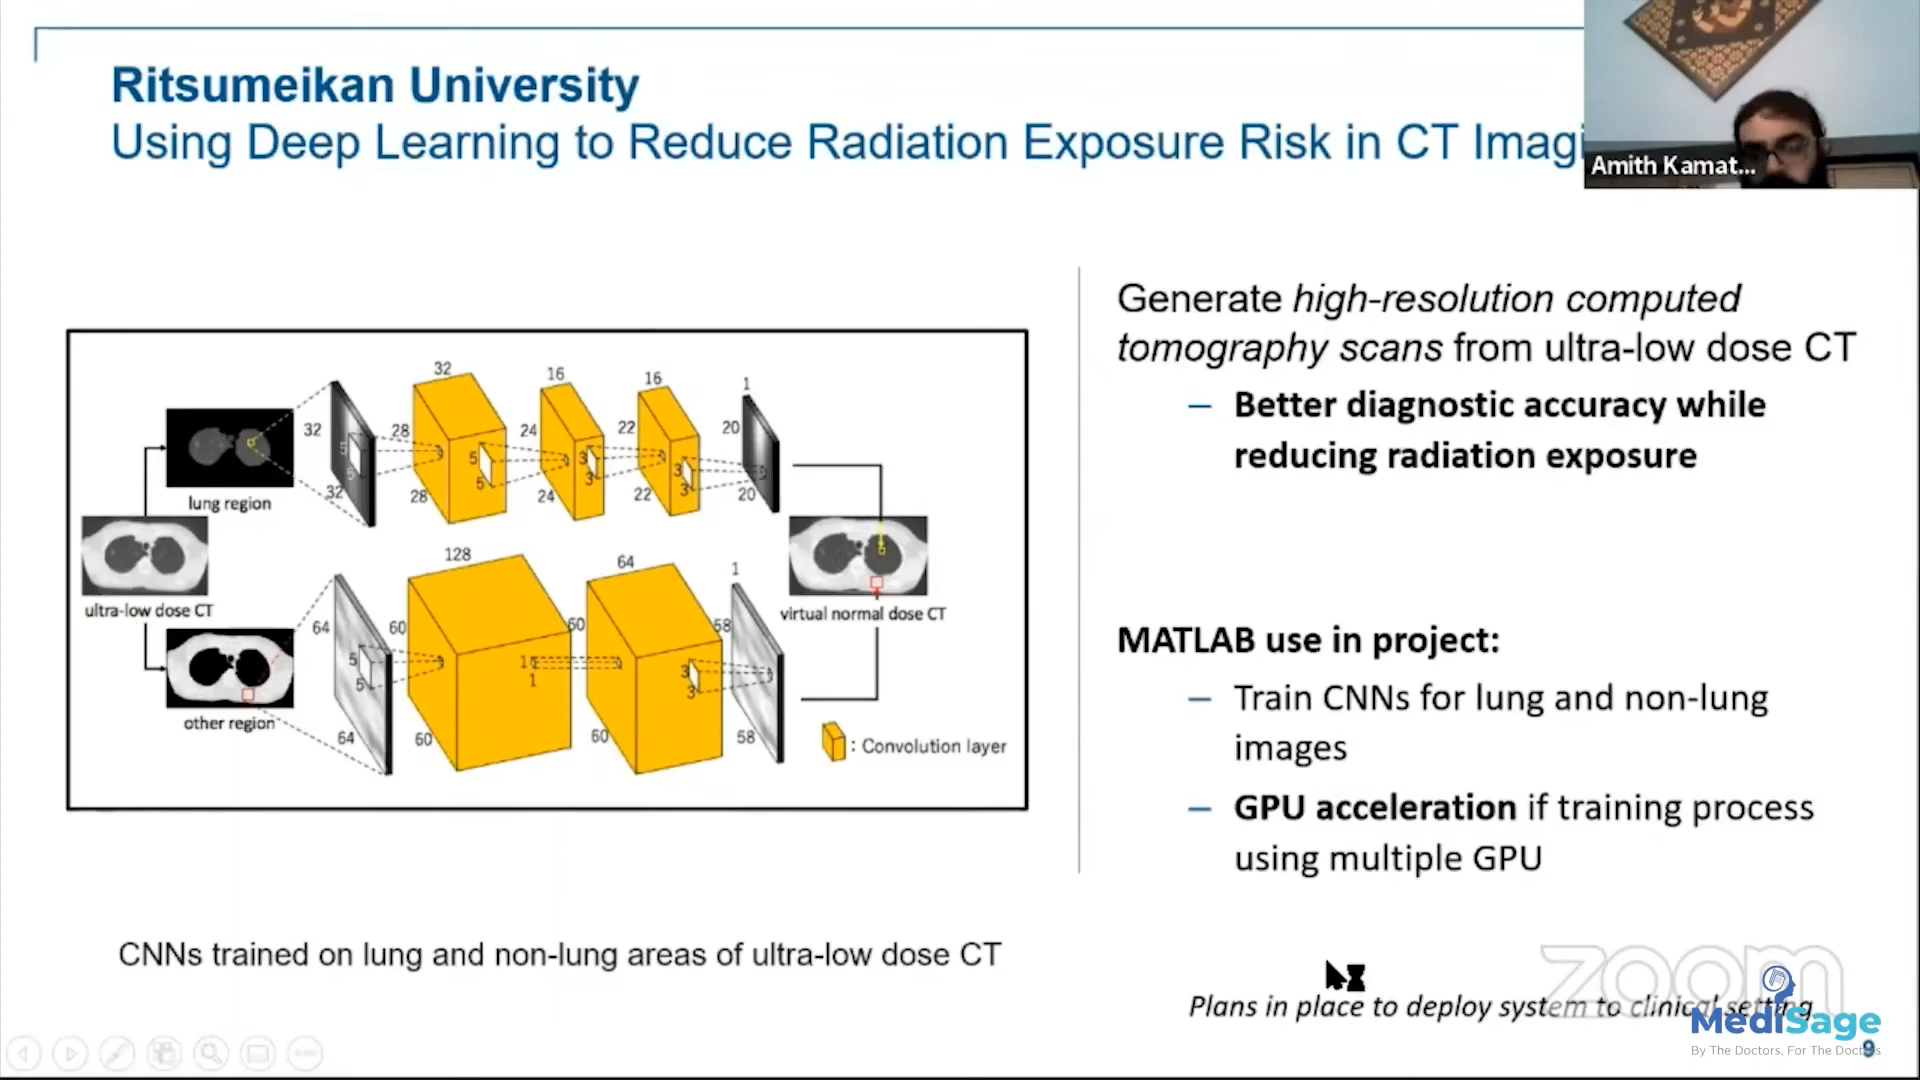 Ritsumeikan University
Using Deep Learning to Reduce Radiation Exposure Risk in CT Imagi
Amith Kamat...
Generate high-resolution computed
tomography scans from ultra-low dose CT
– Better diagnostic accuracy while
reducing radiation exposure
MATLAB use in project:
– Train CNNs for lung and non-lung
images
– GPU acceleration if training process
using multiple GPU
Plans in place to deploy system to clinical setting
32
16
16
1
32
28
24
22
20
5
5
5
5
3
3
3
3
32
28
24
22
20
lung region
ultra-low dose CT
virtual normal dose CT
128
64
1
64
60
60
58
5
5
1
1
3
3
64
60
60
58
other region
: Convolution layer
CNNs trained on lung and non-lung areas of ultra-low dose CT
zoom
MediSage
By The Doctors, For The Doctors
9